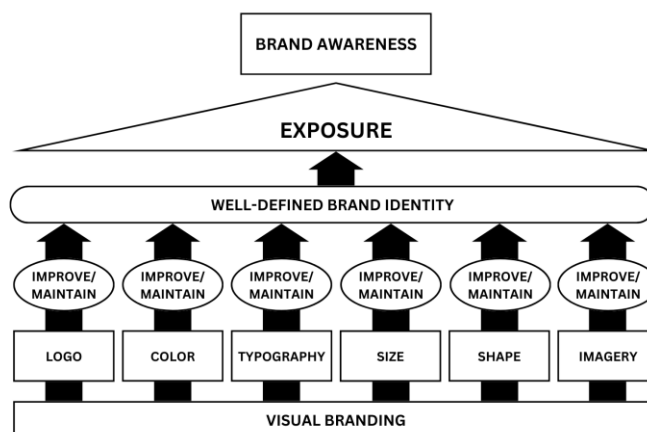 BRAND AWARENESS
EXPOSURE
WELL-DEFINED BRAND IDENTITY
IMPROVE/ IMPROVE/ IMPROVE/ IMPROVE/ IMPROVE/ IMPROVE/
MAINTAIN MAINTAIN MAINTAIN MAINTAIN MAINTAIN MAINTAIN
LOGO COLOR TYPOGRAPHY SIZE SHAPE IMAGERY
VISUAL BRANDING